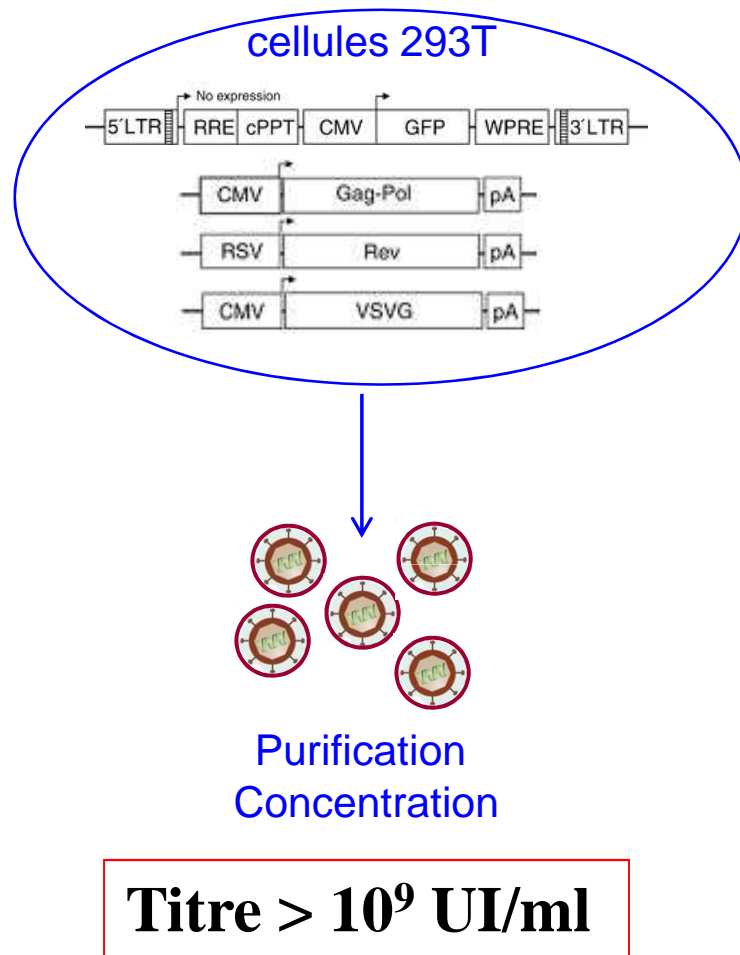 cellules 293T
No expression
5´LTR RRE cPPT CMV GFP WPRE 3´LTR
CMV Gag-Pol pA
RSV Rev pA
CMV VSVG pA
Purification
Concentration
Titre > 10⁹ UI/ml